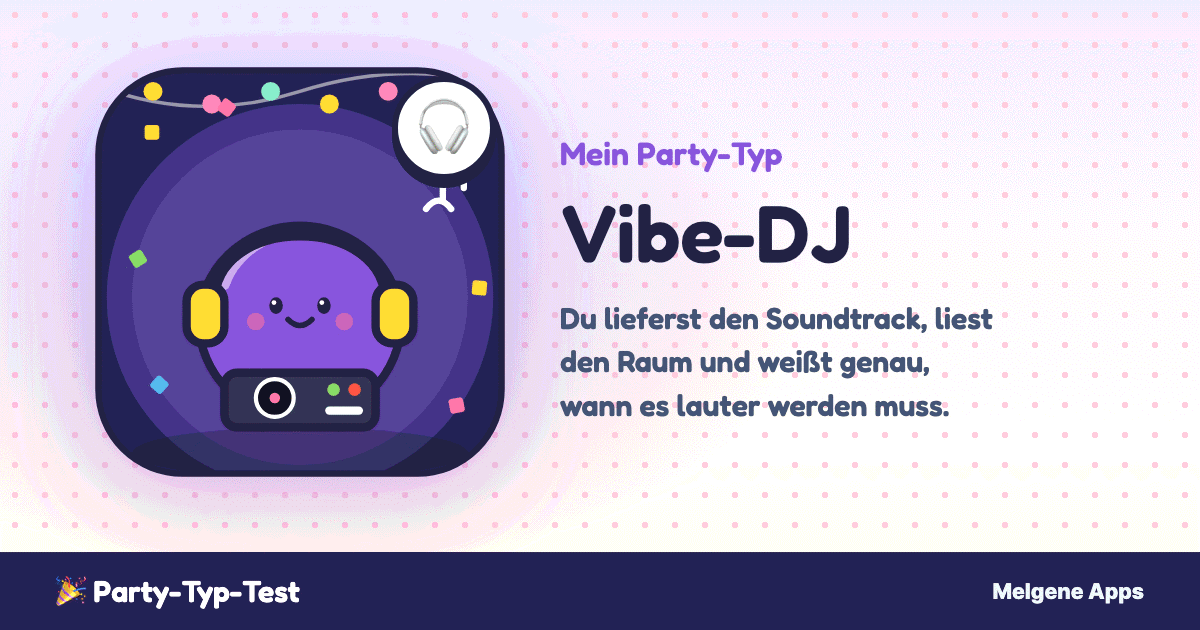 Mein Party-Typ
Vibe-DJ
Du lieferst den Soundtrack, liest
den Raum und weißt genau,
wann es lauter werden muss.
Party-Typ-Test
Melgene Apps